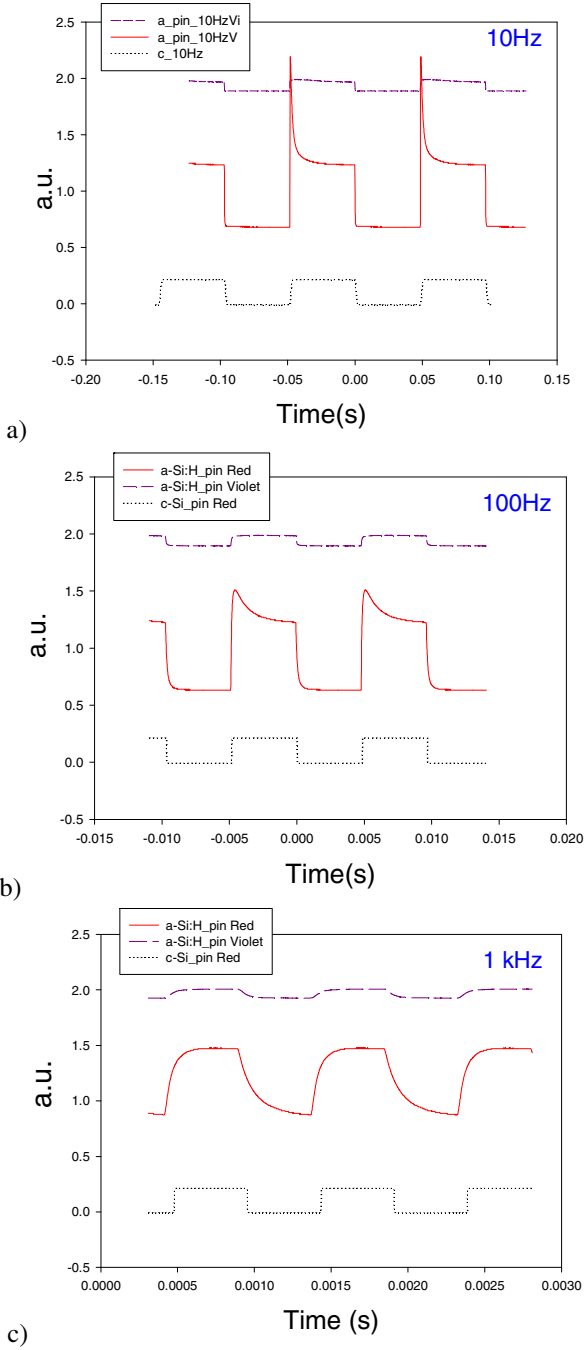 a_pin_10HzVi
a_pin_10HzV
c_10Hz
10Hz
2.5
2.0
1.5
1.0
0.5
0.0
-0.5
a.u.
-0.20 -0.15 -0.10 -0.05 0.00 0.05 0.10 0.15
Time(s)
a)
a-Si:H_pin Red
a-Si:H_pin Violet
c-Si_pin Red
100Hz
2.5
2.0
1.5
1.0
0.5
0.0
-0.5
a.u.
-0.015 -0.010 -0.005 0.000 0.005 0.010 0.015 0.020
Time(s)
b)
a-Si:H_pin Red
a-Si:H_pin Violet
c-Si_pin Red
1 kHz
2.5
2.0
1.5
1.0
0.5
0.0
-0.5
a.u.
0.0000 0.0005 0.0010 0.0015 0.0020 0.0025 0.0030
Time (s)
c)